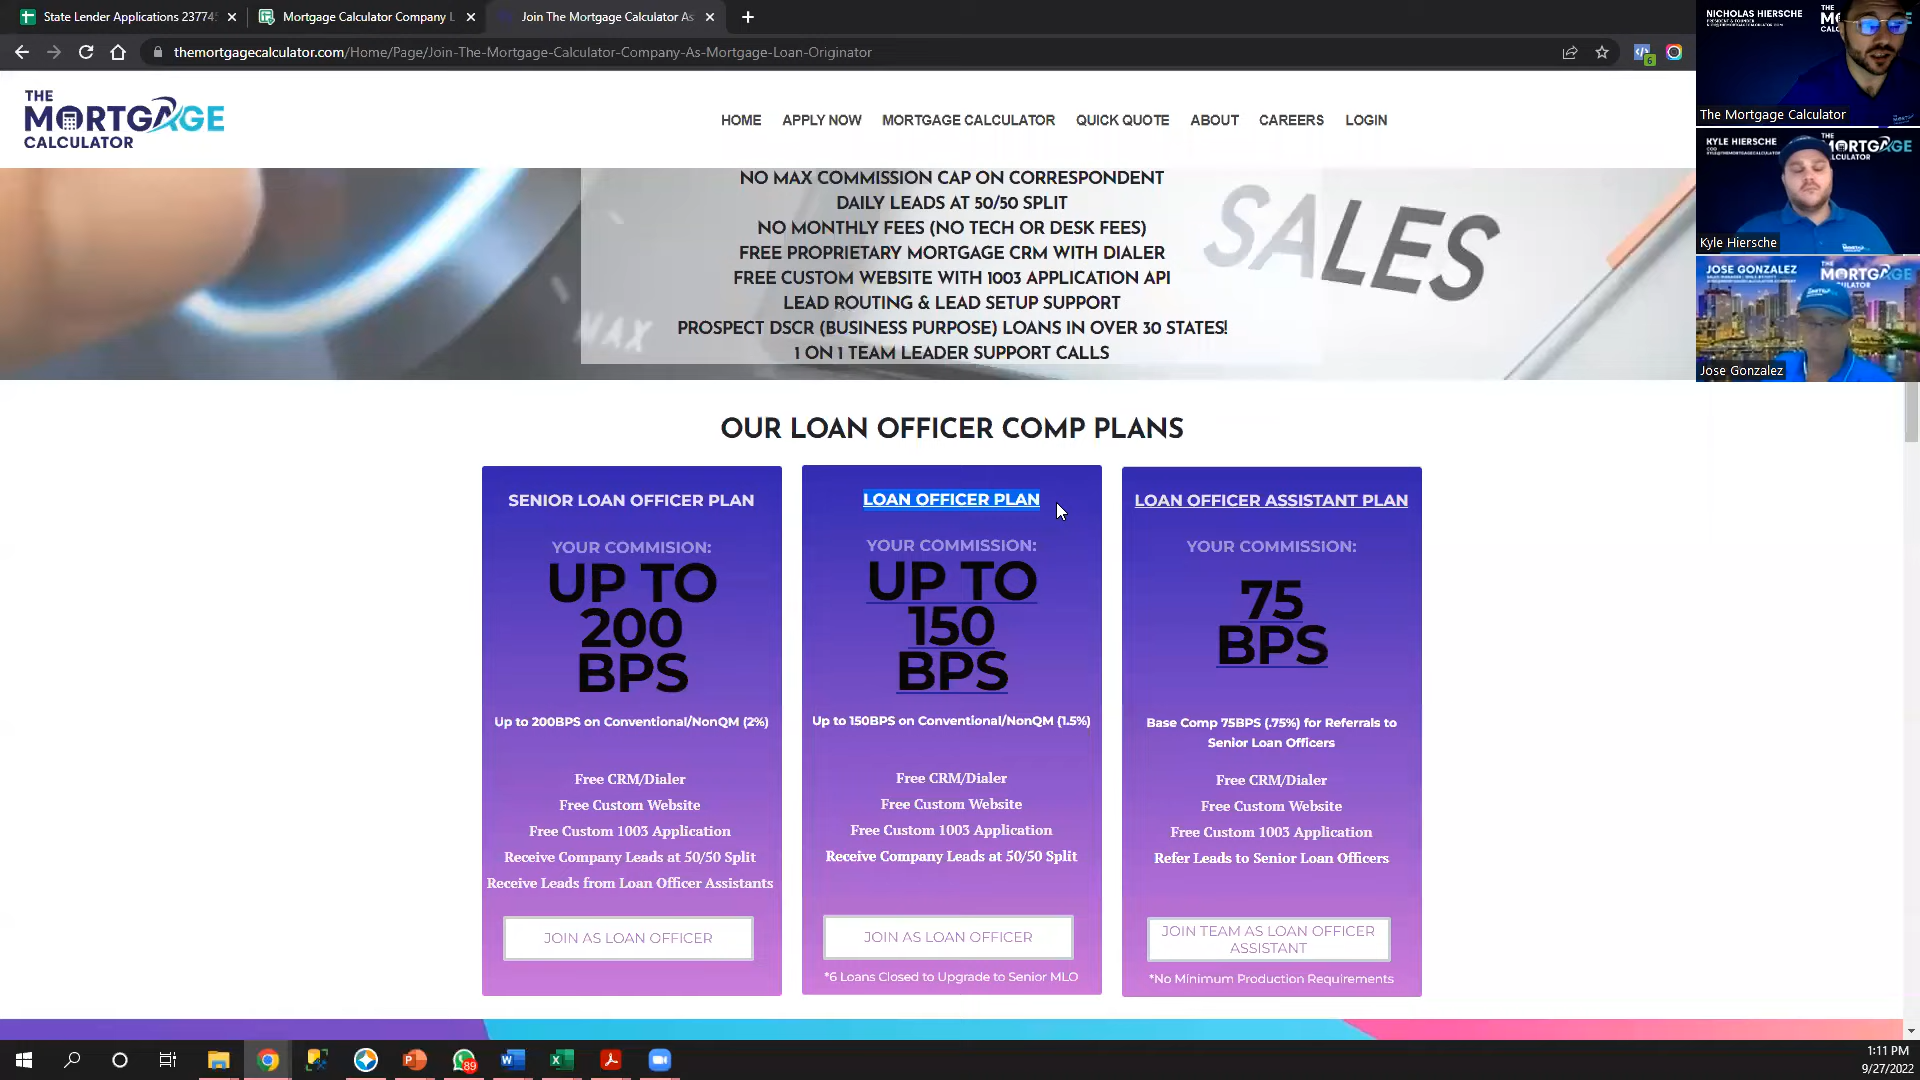 State Lender Applications 23774
Mortgage Calculator Company L
Join The Mortgage Calculator As
themortgagecalculator.com/Home/Page/Join-The-Mortgage-Calculator-Company-As-Mortgage-Loan-Originator
6
THE
MORTGAGE
CALCULATOR
HOME
APPLY NOW
MORTGAGE CALCULATOR
QUICK QUOTE
ABOUT
CAREERS
LOGIN
NO MAX COMMISSION CAP ON CORRESPONDENT
DAILY LEADS AT 50/50 SPLIT
NO MONTHLY FEES (NO TECH OR DESK FEES)
FREE PROPRIETARY MORTGAGE CRM WITH DIALER
FREE CUSTOM WEBSITE WITH 1003 APPLICATION API
LEAD ROUTING & LEAD SETUP SUPPORT
PROSPECT DSCR (BUSINESS PURPOSE) LOANS IN OVER 30 STATES!
1 ON 1 TEAM LEADER SUPPORT CALLS
MAX
SALES
NICHOLAS HIERSCHE
The Mortgage Calculator
KYLE HIERSCHE
COO
THE
MORTGAGE
CALCULATOR
Kyle Hiersche
JOSE GONZALEZ
THE
MORTGAGE
CALCULATOR
Jose Gonzalez
OUR LOAN OFFICER COMP PLANS
SENIOR LOAN OFFICER PLAN
YOUR COMMISION:
UP TO
200
BPS
Up to 200BPS on Conventional/NonQM (2%)
Free CRM/Dialer
Free Custom Website
Free Custom 1003 Application
Receive Company Leads at 50/50 Split
Receive Leads from Loan Officer Assistants
JOIN AS LOAN OFFICER
LOAN OFFICER PLAN
YOUR COMMISSION:
UP TO
150
BPS
Up to 150BPS on Conventional/NonQM (1.5%)
Free CRM/Dialer
Free Custom Website
Free Custom 1003 Application
Receive Company Leads at 50/50 Split
JOIN AS LOAN OFFICER
*6 Loans Closed to Upgrade to Senior MLO
LOAN OFFICER ASSISTANT PLAN
YOUR COMMISSION:
75
BPS
Base Comp 75BPS (.75%) for Referrals to
Senior Loan Officers
Free CRM/Dialer
Free Custom Website
Free Custom 1003 Application
Refer Leads to Senior Loan Officers
JOIN TEAM AS LOAN OFFICER
ASSISTANT
*No Minimum Production Requirements
89
1:11 PM
9/27/2022